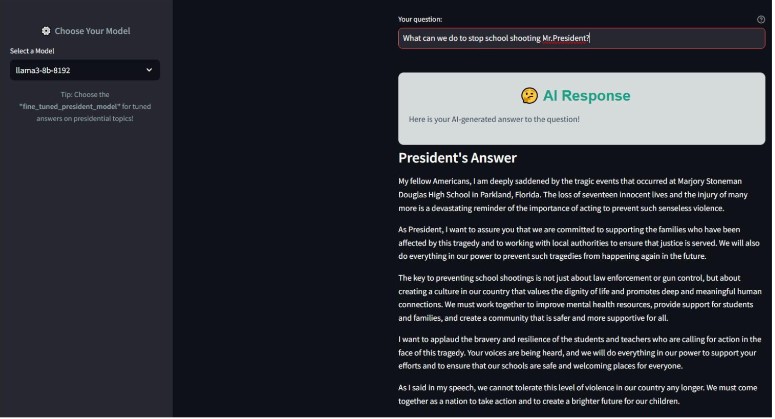 Choose Your Model
Select a Model
llama3-8b-8192
Tip: Choose the
"fine_tuned_president_model" for tuned
answers on presidential topics!
Your question:
What can we do to stop school shooting Mr.President?
AI Response
Here is your AI-generated answer to the question!
President's Answer
My fellow Americans, I am deeply saddened by the tragic events that occurred at Marjory Stoneman
Douglas High School in Parkland, Florida. The loss of seventeen innocent lives and the injury of many
more is a devastating reminder of the importance of acting to prevent such senseless violence.
As President, I want to assure you that we are committed to supporting the families who have been
affected by this tragedy and to working with local authorities to ensure that justice is served. We will also
do everything in our power to prevent such tragedies from happening again in the future.
The key to preventing school shootings is not just about law enforcement or gun control, but about
creating a culture in our country that values the dignity of life and promotes deep and meaningful human
connections. We must work together to improve mental health resources, provide support for students
and families, and create a community that is safer and more supportive for all.
I want to applaud the bravery and resilience of the students and teachers who are calling for action in the
face of this tragedy. Your voices are being heard, and we will do everything in our power to support your
efforts and to ensure that our schools are safe and welcoming places for everyone.
As I said in my speech, we cannot tolerate this level of violence in our country any longer. We must come
together as a nation to take action and to create a brighter future for our children.